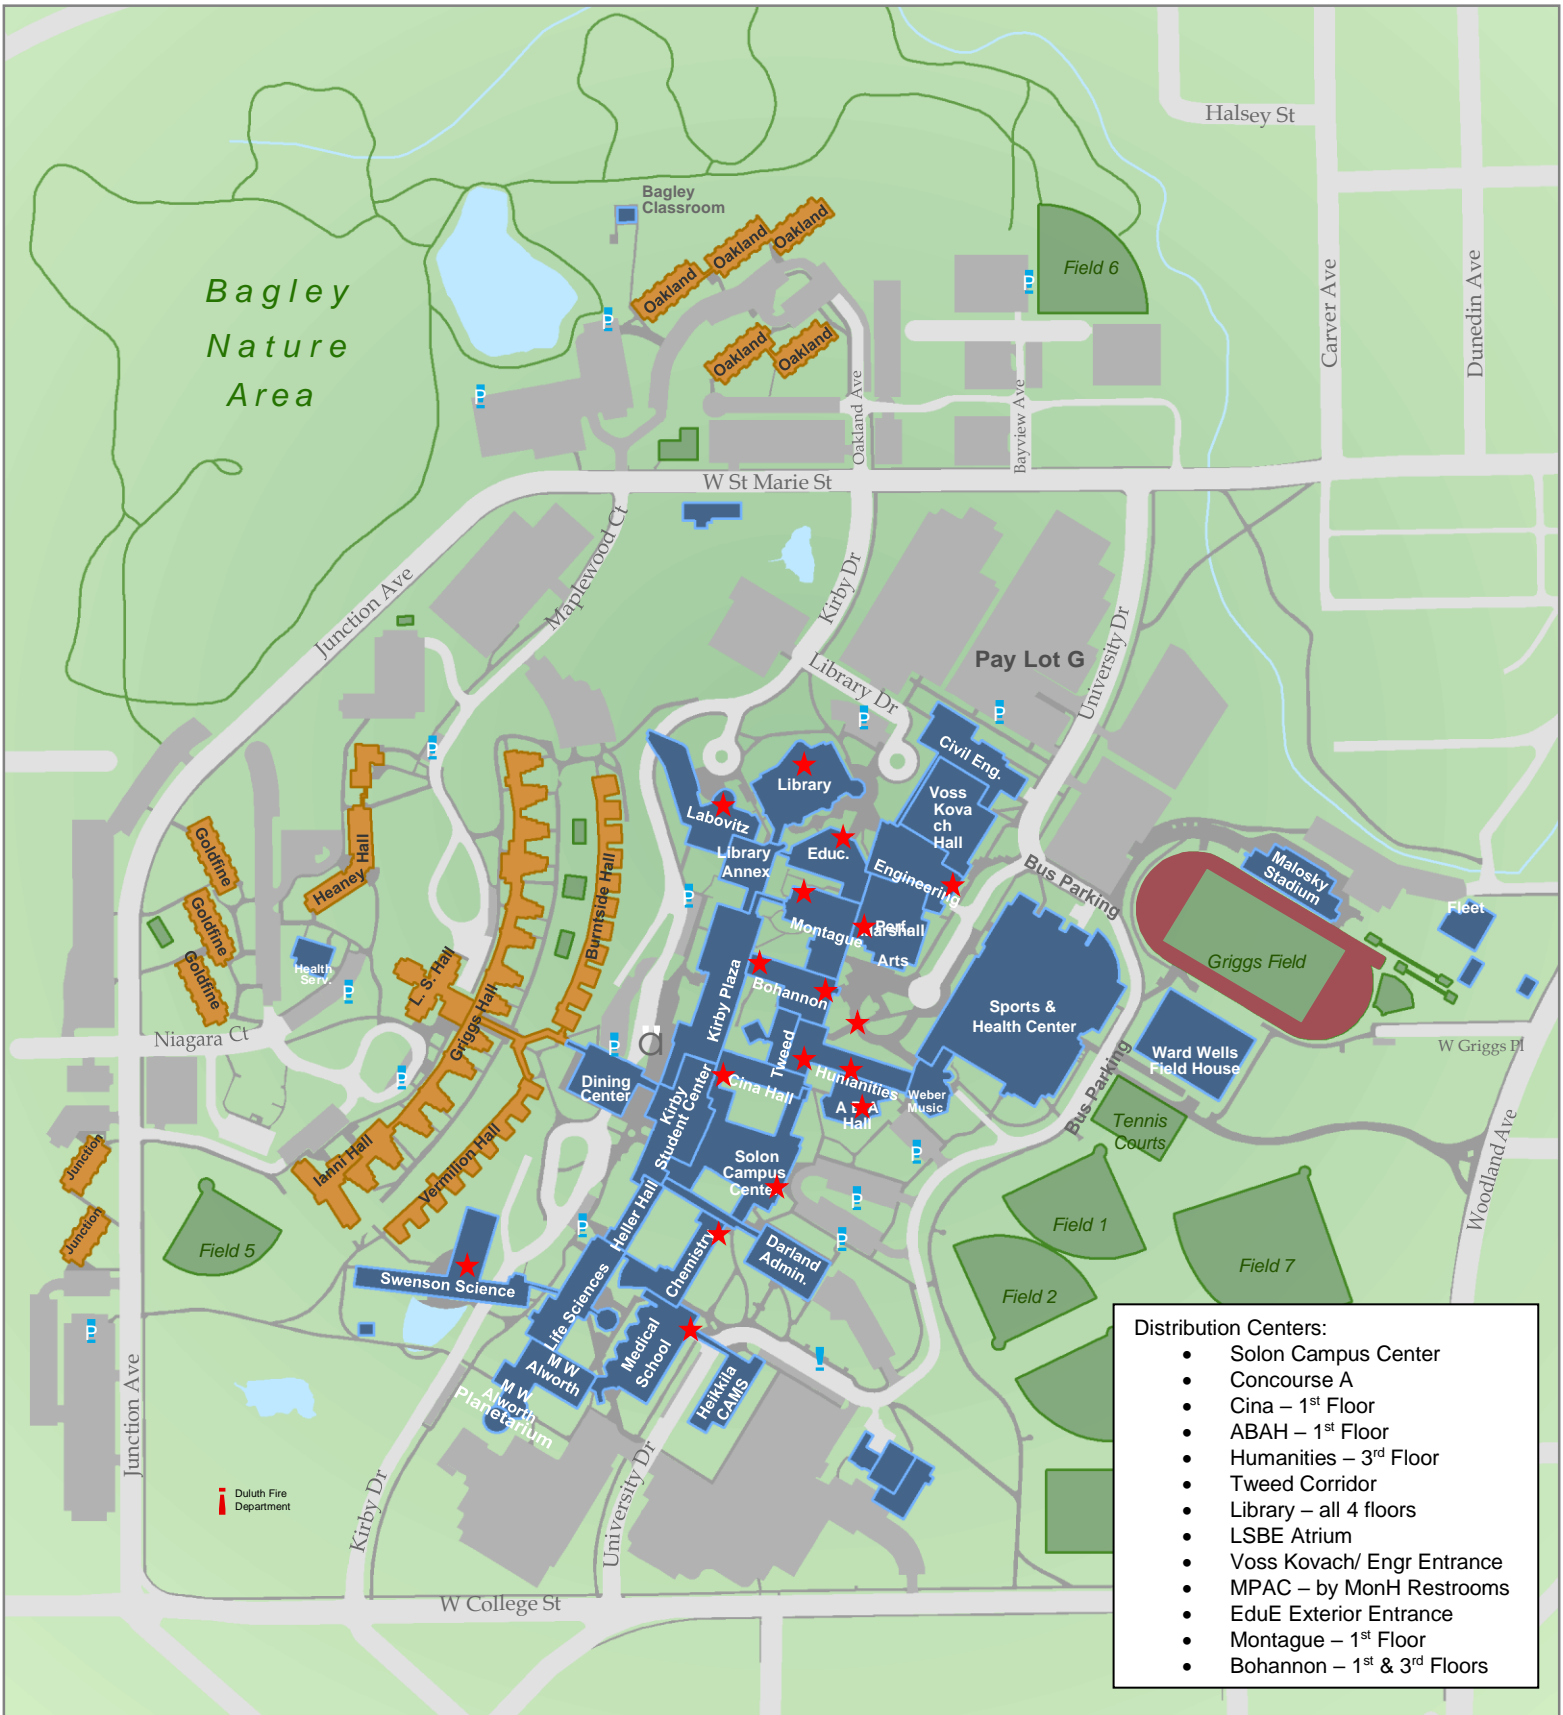 Halsey St
Carver Ave
Dunedin Ave
Bagley
Classroom
Oakland
Oakland
Oakland
Oakland
Oakland
Field 6
P
P
P
Bagley
Nature
Area
Oakland Ave
Bayview Ave
W St Marie St
Maplewood Ct
Junction Ave
Kirby Dr
Library Dr
Pay Lot G
University Dr
P
P
P
Civil Eng.
Library
Voss
Kova
ch
Hall
Labovitz
Library
Annex
Educ.
Engineering
Goldfine
Goldfine
Goldfine
Heaney Hall
Burntside Hall
P
Bus Parking
Malosky
Stadium
Fleet
Montague
Perf.
Marshall
Arts
Griggs Field
Health
Serv.
P
L. S. Hall
Griggs Hall
Kirby Plaza
Bohannon
Sports &
Health Center
Niagara Ct
P
ä
Tweed
W Griggs Pl
Ward Wells
Field House
Bus Parking
P
Dining
Center
Kirby
Student Center
Cina Hall
Humanities
Weber
Music
A B A
Hall
Tennis
Courts
Junction
Junction
Ianni Hall
Vermilion Hall
Solon
Campus
Center
P
P
P
P
Woodland Ave
Field 5
Heller Hall
Chemistry
Darland
Admin.
Field 1
Field 2
Field 7
Swenson Science
Life Sciences
Medical
School
M W
Alworth
M W
Alworth
Planetarium
Heikkila
CAMS
P
Junction Ave
Kirby Dr
University Dr
W College St
Duluth Fire
Department
Distribution Centers:
• Solon Campus Center
• Concourse A
• Cina – 1st Floor
• ABAH – 1st Floor
• Humanities – 3rd Floor
• Tweed Corridor
• Library – all 4 floors
• LSBE Atrium
• Voss Kovach/ Engr Entrance
• MPAC – by MonH Restrooms
• EduE Exterior Entrance
• Montague – 1st Floor
• Bohannon – 1st & 3rd Floors